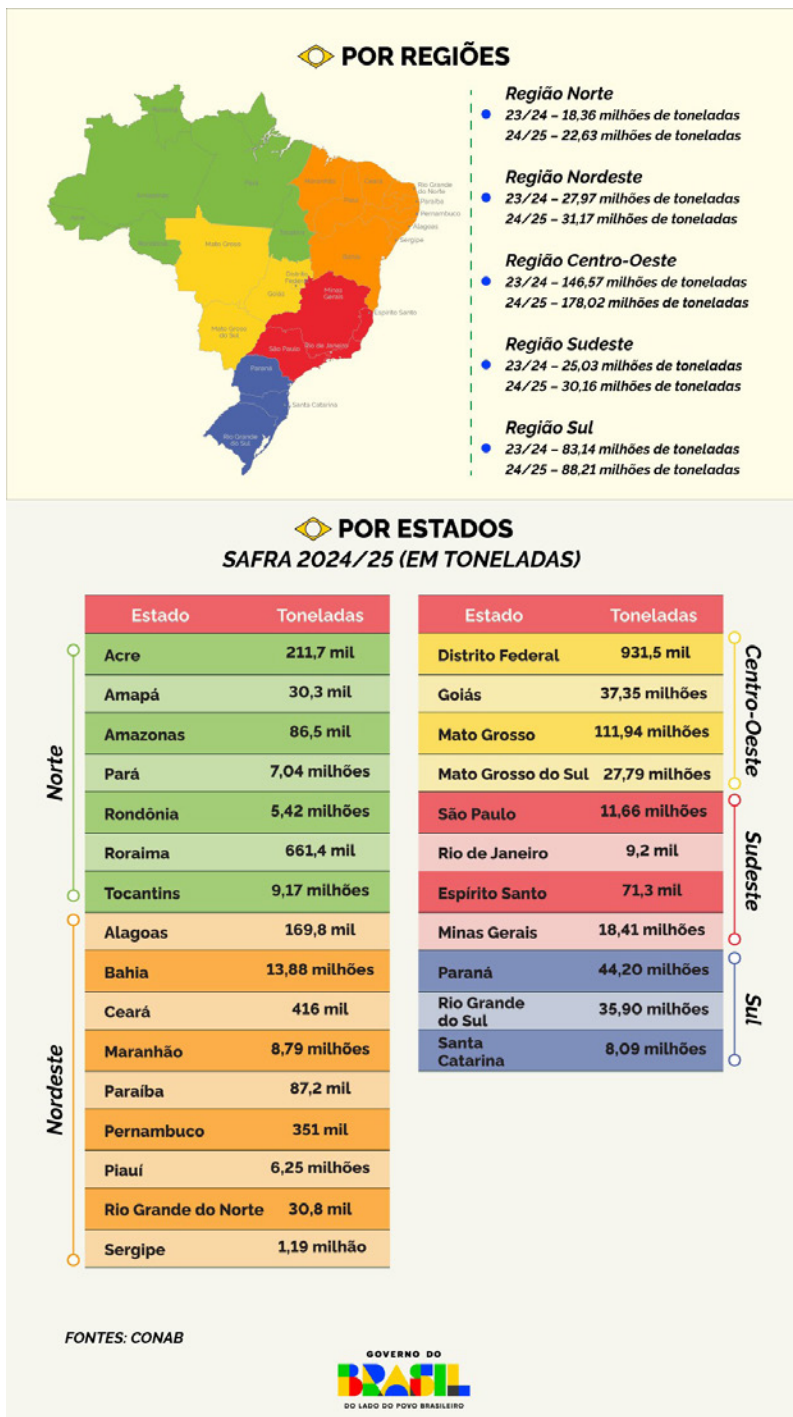 POR REGIÕES
Região Norte
23/24 – 18,36 milhões de toneladas
24/25 – 22,63 milhões de toneladas
Região Nordeste
23/24 – 27,97 milhões de toneladas
24/25 – 31,17 milhões de toneladas
Região Centro-Oeste
23/24 – 146,57 milhões de toneladas
24/25 – 178,02 milhões de toneladas
Região Sudeste
23/24 – 25,03 milhões de toneladas
24/25 – 30,16 milhões de toneladas
Região Sul
23/24 – 83,14 milhões de toneladas
24/25 – 88,21 milhões de toneladas
Rio Grande
do Norte
Paraíba
Pernambuco
Alagoas
Sergipe
Mato Grosso
Distrito
Federal
Goiás
Minas
Gerais
Espírito Santo
Mato Grosso
do Sul
São Paulo
Rio de Janeiro
Paraná
Santa Catarina
Rio Grande
do Sul
POR ESTADOS
SAFRA 2024/25 (EM TONELADAS)
Estado Toneladas
Norte
Acre 211,7 mil
Amapá 30,3 mil
Amazonas 86,5 mil
Pará 7,04 milhões
Rondônia 5,42 milhões
Roraima 661,4 mil
Tocantins 9,17 milhões
Nordeste
Alagoas 169,8 mil
Bahia 13,88 milhões
Ceará 416 mil
Maranhão 8,79 milhões
Paraíba 87,2 mil
Pernambuco 351 mil
Piauí 6,25 milhões
Rio Grande do Norte 30,8 mil
Sergipe 1,19 milhão
Estado Toneladas
Centro-Oeste
Distrito Federal 931,5 mil
Goiás 37,35 milhões
Mato Grosso 111,94 milhões
Mato Grosso do Sul 27,79 milhões
Sudeste
São Paulo 11,66 milhões
Rio de Janeiro 9,2 mil
Espírito Santo 71,3 mil
Minas Gerais 18,41 milhões
Sul
Paraná 44,20 milhões
Rio Grande
do Sul 35,90 milhões
Santa
Catarina 8,09 milhões
FONTES: CONAB
GOVERNO DO
BRASIL
DO LADO DO POVO BRASILEIRO